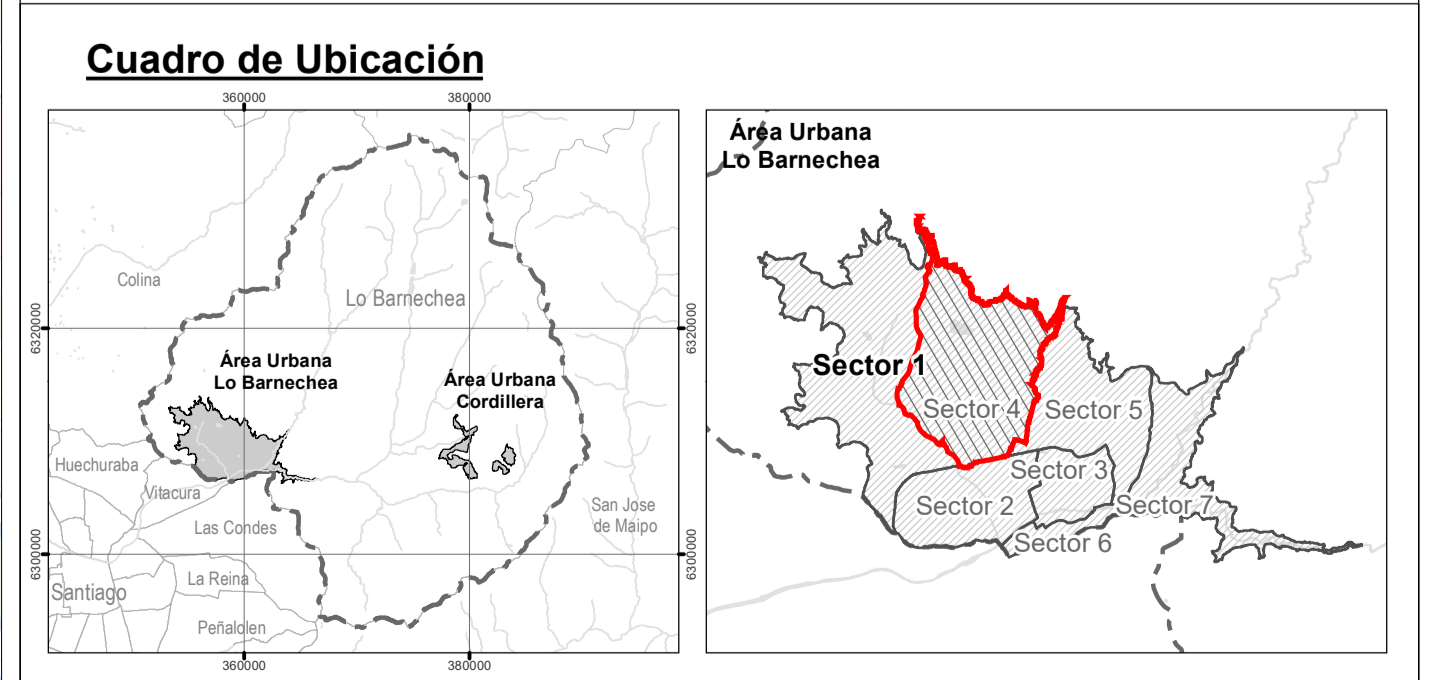 Cuadro de Ubicación
360000
380000
Colina
Lo Barnechea
6320000
6320000
Área Urbana
Lo Barnechea
Área Urbana
Cordillera
Huechuraba
Vitacura
Las Condes
San Jose
de Maipo
6300000
6300000
La Reina
Santiago
Peñalolen
360000
380000
Área Urbana
Lo Barnechea
Sector 1
Sector 4
Sector 5
Sector 3
Sector 2
Sector 7
Sector 6